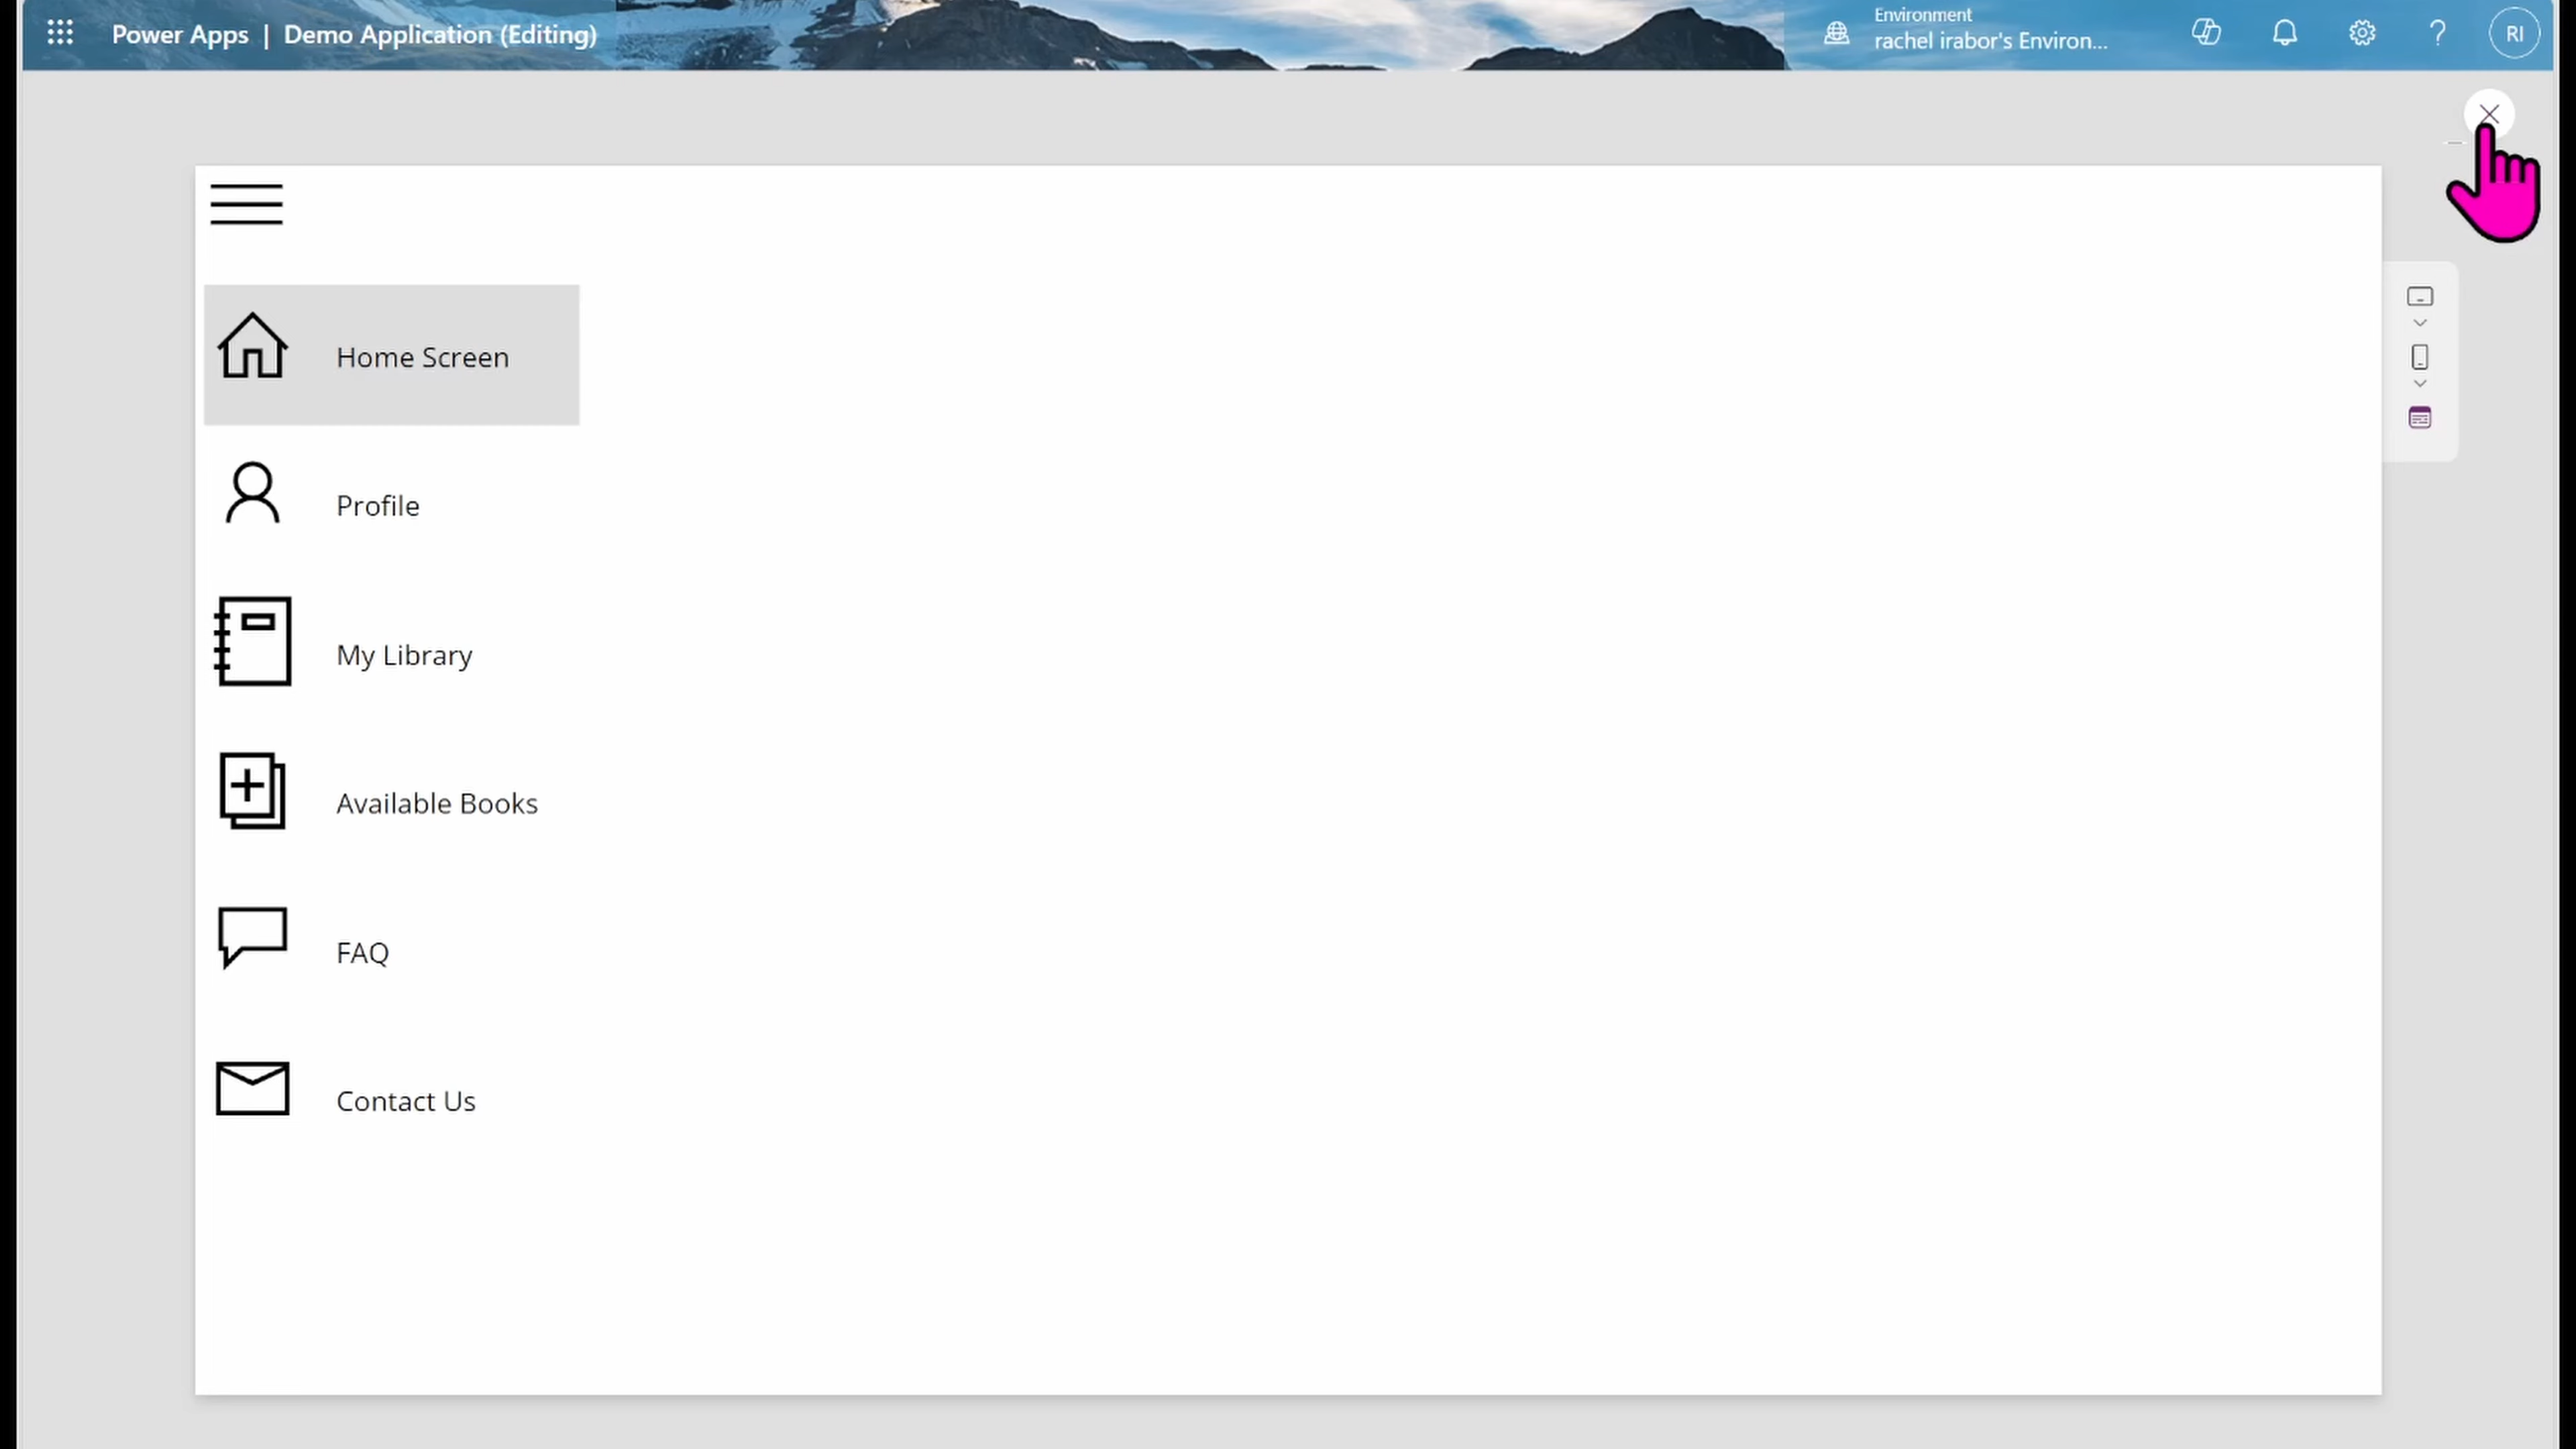 Power Apps | Demo Application (Editing)
Environment
rachel irabor's Environ...
RI
Home Screen
Profile
My Library
Available Books
FAQ
Contact Us